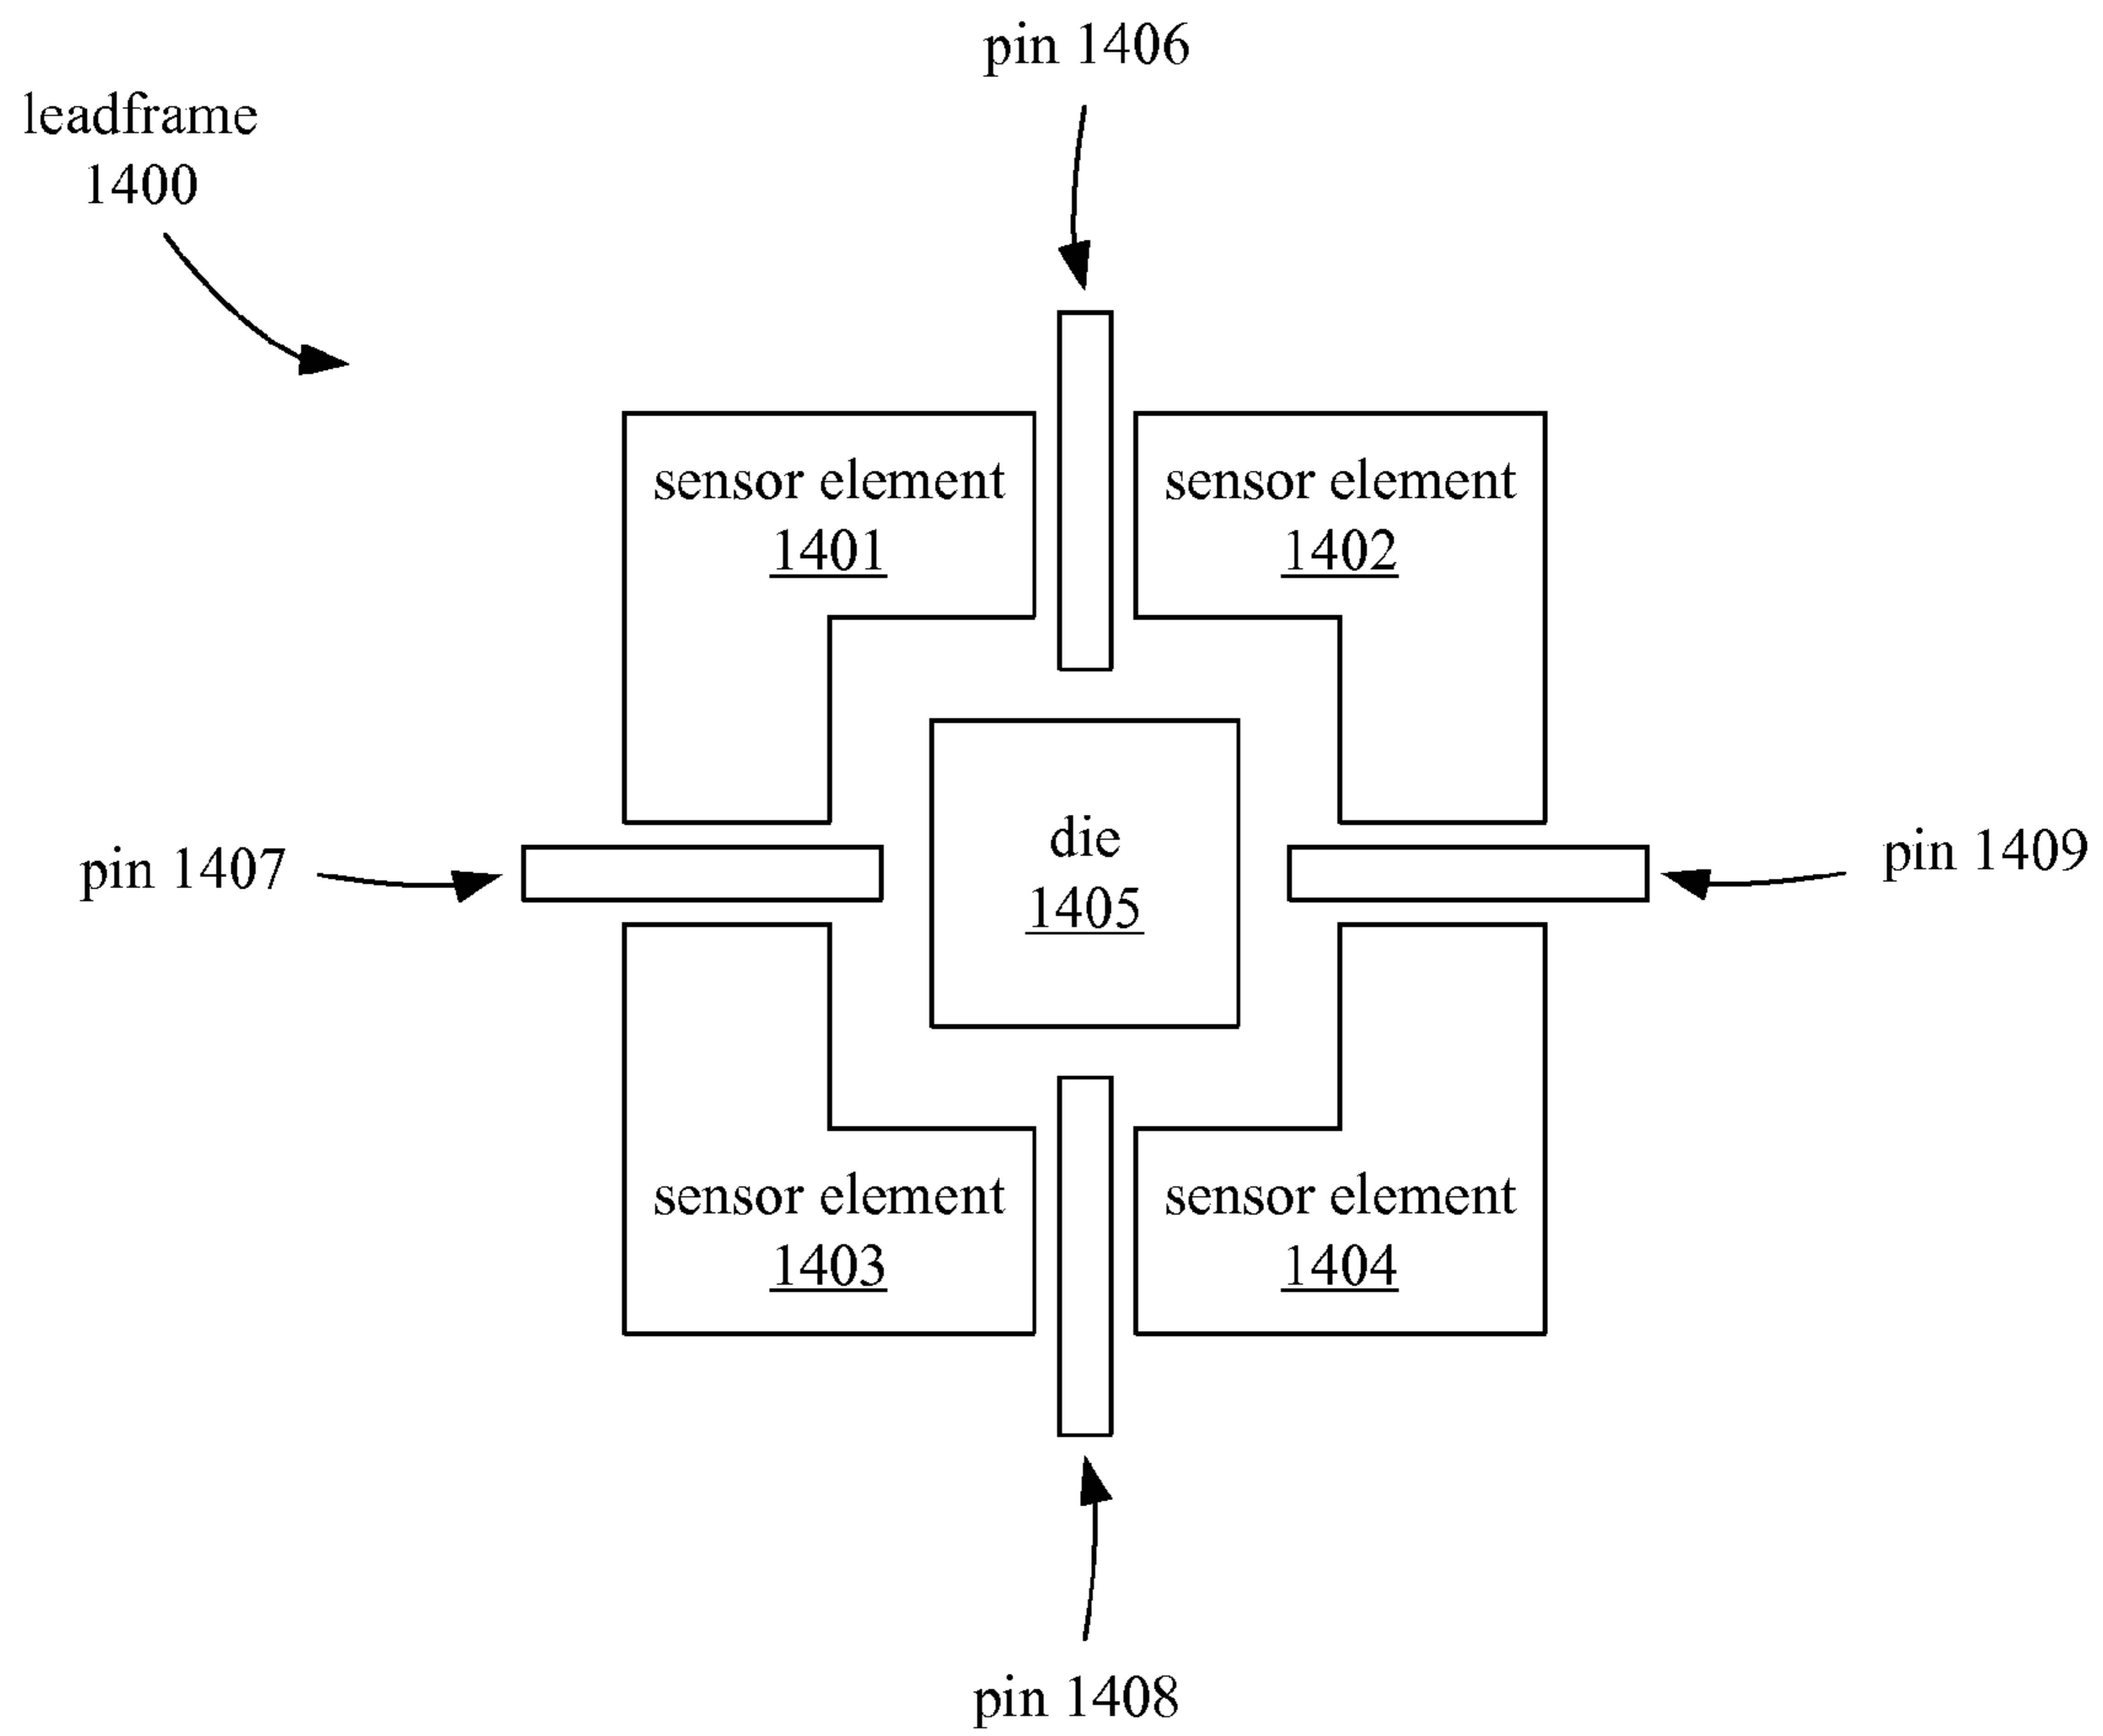 pin 1406
leadframe
1400
sensor element
1401
sensor element
1402
pin 1407
die
1405
pin 1409
sensor element
1403
sensor element
1404
pin 1408